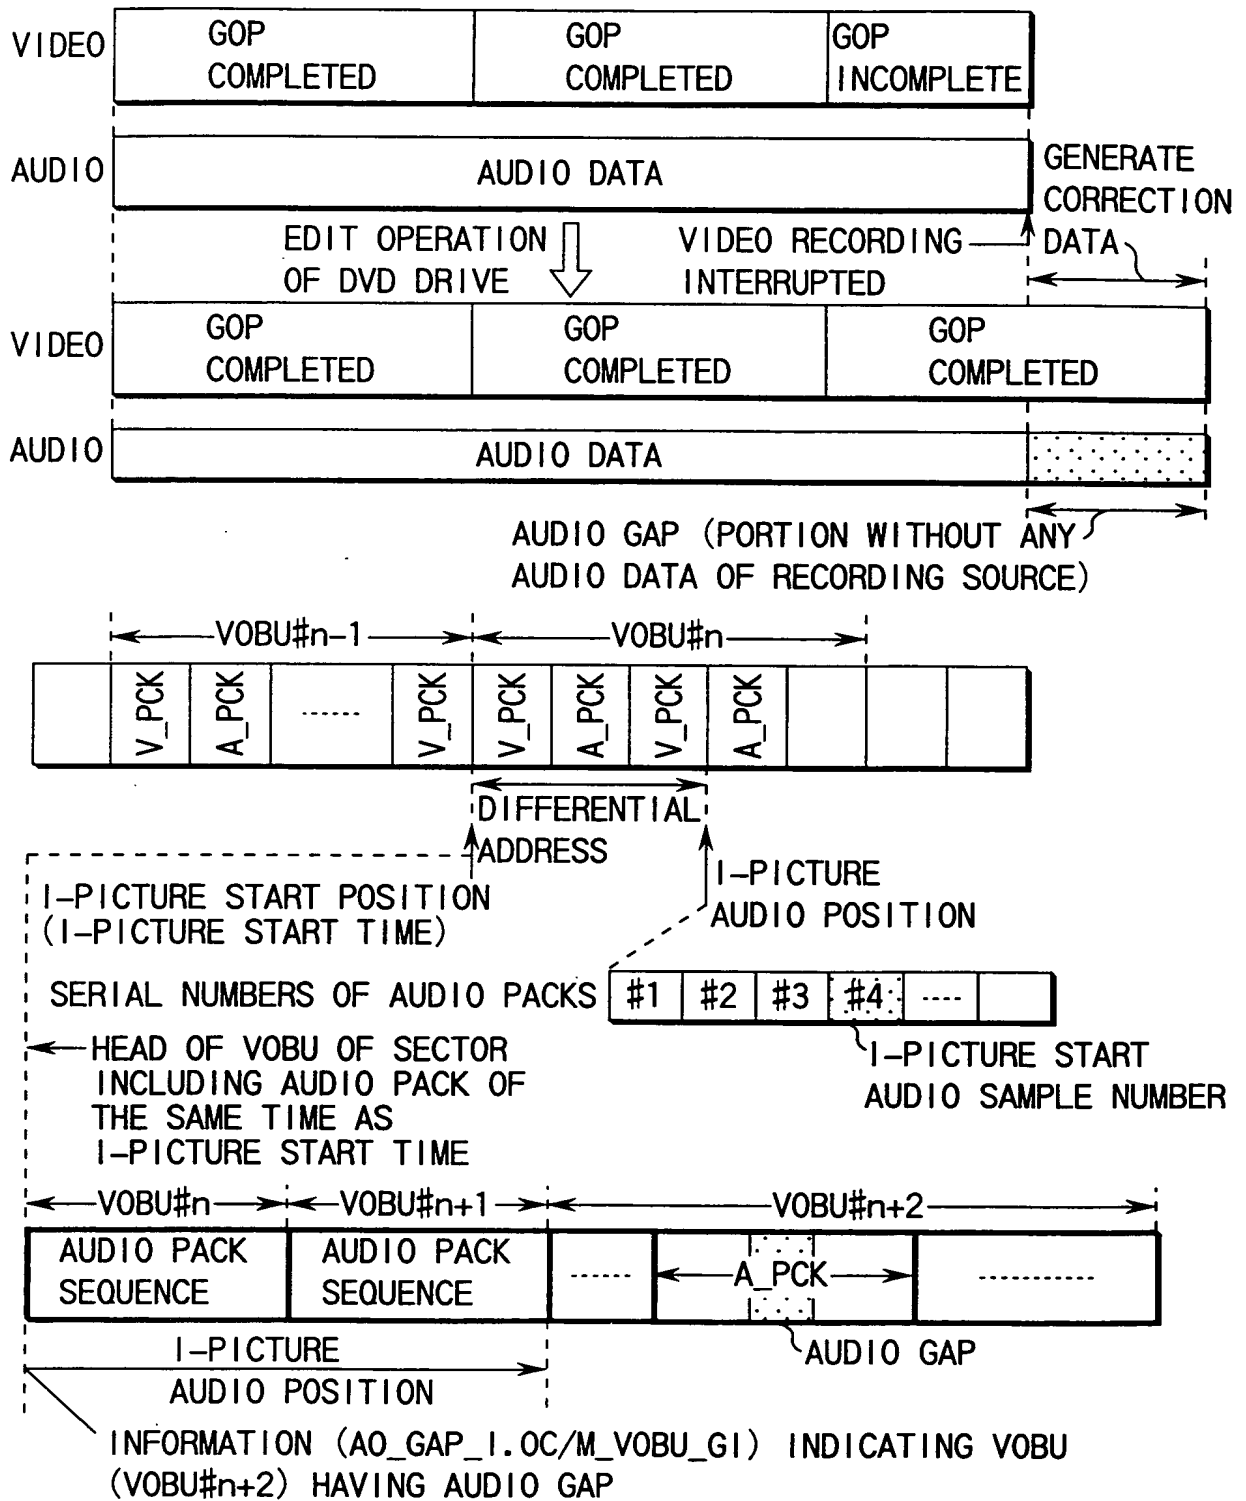 VIDEO
GOP COMPLETED
GOP COMPLETED
GOP INCOMPLETE
AUDIO
AUDIO DATA
GENERATE
CORRECTION
DATA
EDIT OPERATION
OF DVD DRIVE
VIDEO RECORDING
INTERRUPTED
VIDEO
GOP COMPLETED
GOP COMPLETED
GOP COMPLETED
AUDIO
AUDIO DATA
AUDIO GAP (PORTION WITHOUT ANY
AUDIO DATA OF RECORDING SOURCE)
VOBU#n-1
VOBU#n
V_PCK
A_PCK
......
V_PCK
V_PCK
A_PCK
V_PCK
A_PCK
DIFFERENTIAL
ADDRESS
I-PICTURE START POSITION
(I-PICTURE START TIME)
I-PICTURE
AUDIO POSITION
SERIAL NUMBERS OF AUDIO PACKS
#1 #2 #3 #4 ----
HEAD OF VOBU OF SECTOR
INCLUDING AUDIO PACK OF
THE SAME TIME AS
I-PICTURE START TIME
I-PICTURE START
AUDIO SAMPLE NUMBER
VOBU#n
VOBU#n+1
VOBU#n+2
AUDIO PACK
SEQUENCE
AUDIO PACK
SEQUENCE
......
A_PCK
..........
AUDIO GAP
I-PICTURE
AUDIO POSITION
INFORMATION (A0_GAP_I.OC/M_VOBU_GI) INDICATING VOBU
(VOBU#n+2) HAVING AUDIO GAP